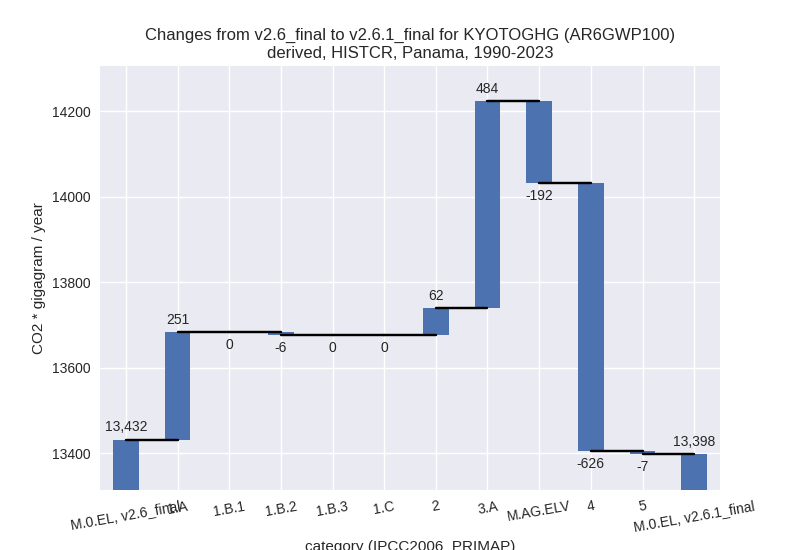 Changes from v2.6_final to v2.6.1_final for KYOTOGHG (AR6GWP100)
derived, HISTCR, Panama, 1990-2023
CO2 * gigagram / year
14200
14000
13800
13600
13400
13,432
251
0
-6
0
0
62
484
-192
-626
-7
13,398
M.0.EL, v2.6_final
1.A
1.B.1
1.B.2
1.B.3
1.C
2
3.A
M.AG.ELV
4
5
M.0.EL, v2.6.1_final
category (IPCC2006_PRIMAP)